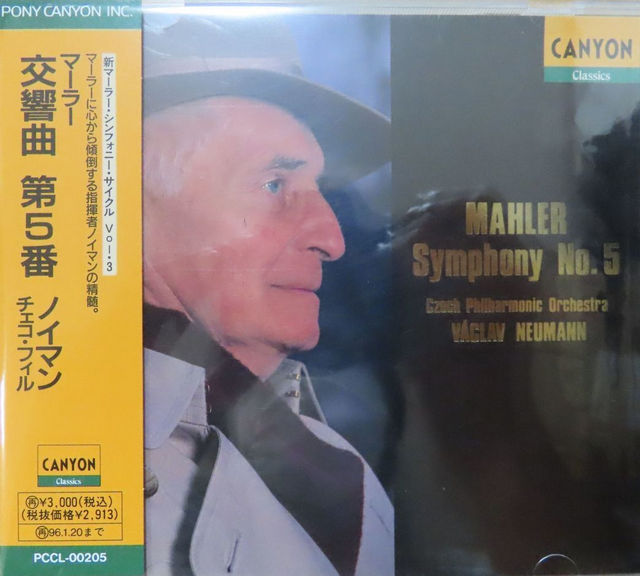 PONY CANYON INC.
新マーラー・シンフォニー・サイクル Vol・3
マーラーに心から傾倒する指揮者ノイマンの精髄。
マーラー
交響曲 第5番
ノイマン
チェコ・フィル
CANYON
Classics
再¥3,000(税込)
(税抜価格¥2,913)
再96.1.20まで
PCCL-00205
CANYON
Classics
MAHLER
Symphony No. 5
Czech Philharmonic Orchestra
VÁCLAV NEUMANN